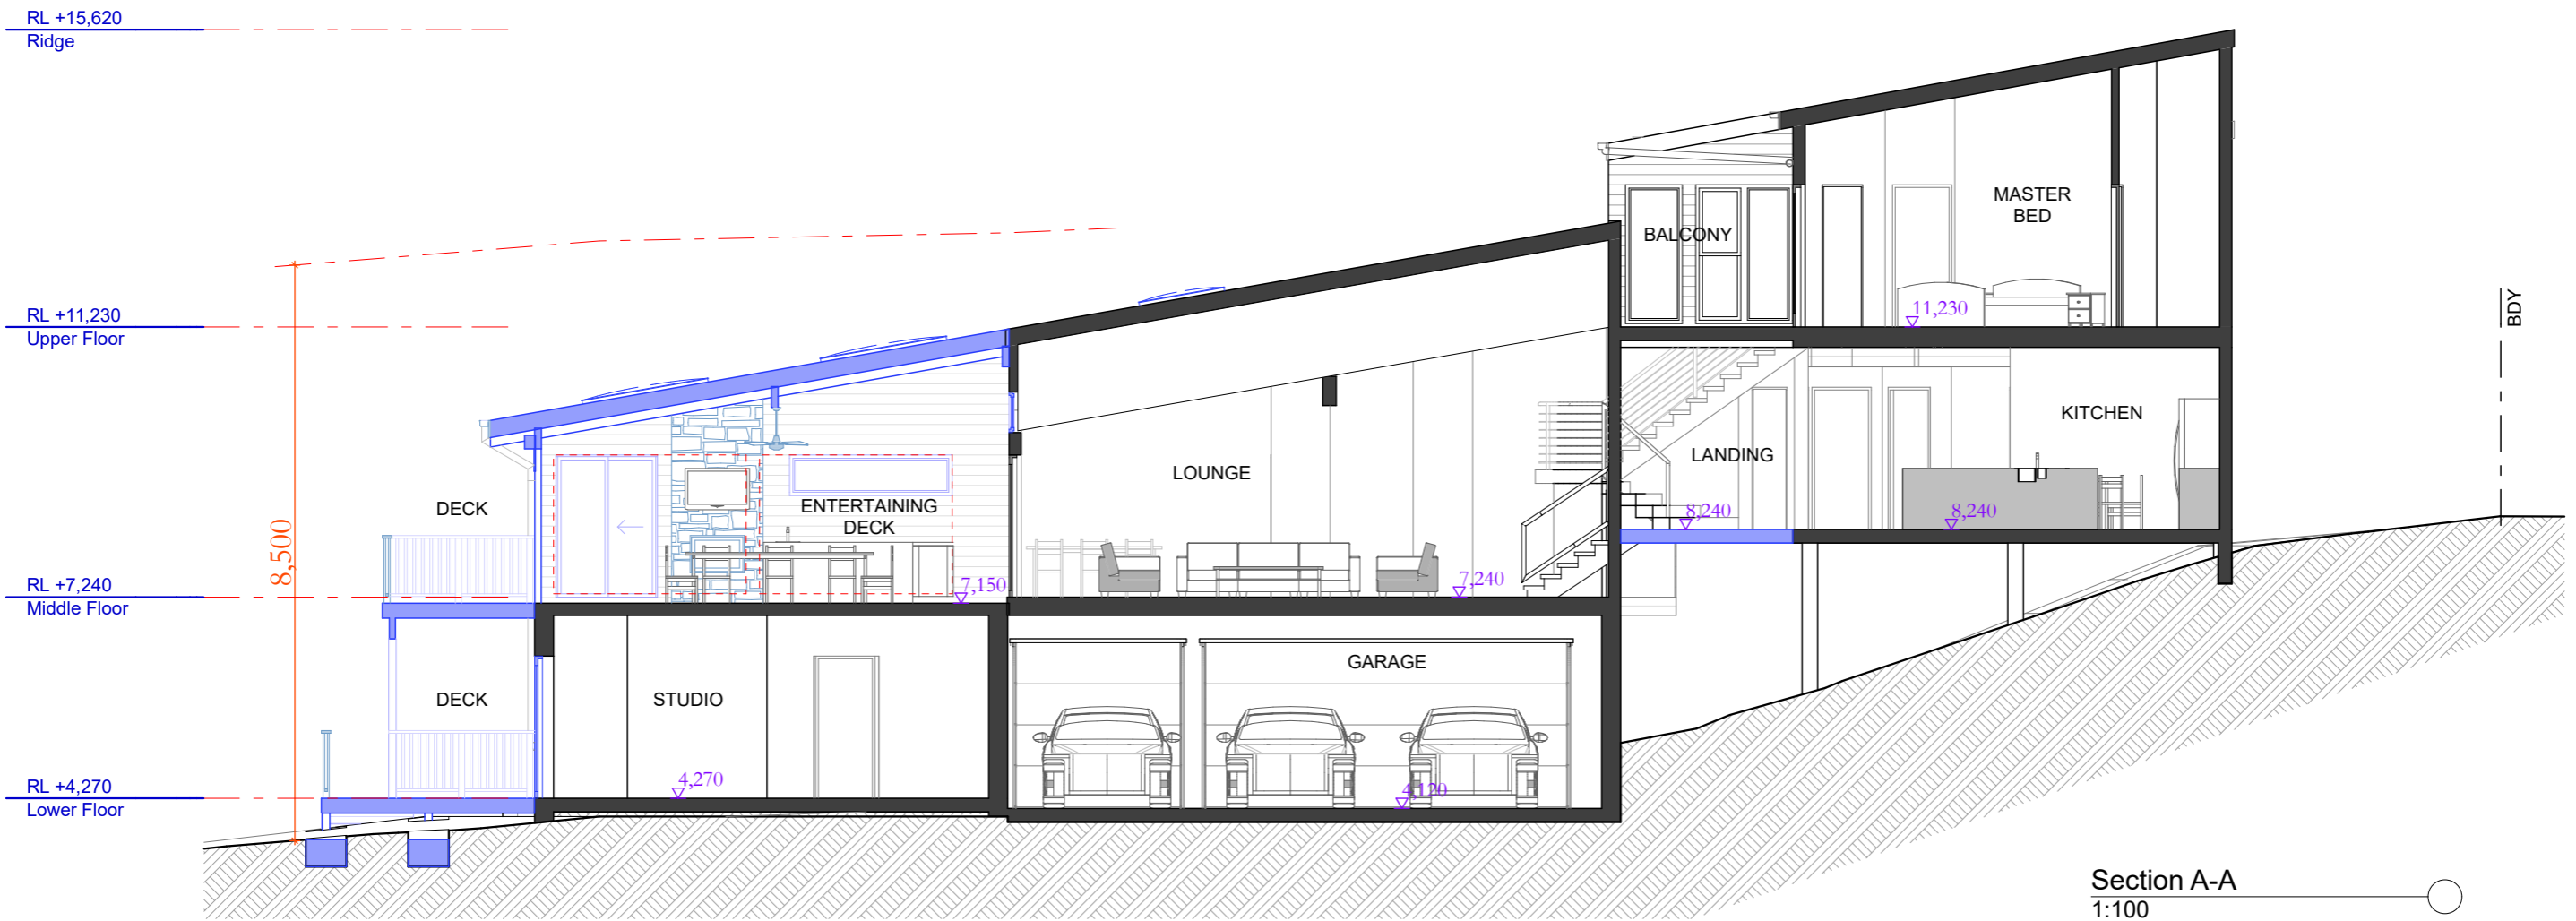 RL +15,620
Ridge
MASTER
BED
BALCONY
11,230
BDY
RL +11,230
Upper Floor
KITCHEN
LANDING
LOUNGE
8,240
8,240
DECK
ENTERTAINING
DECK
8,500
7,150
7,240
RL +7,240
Middle Floor
GARAGE
DECK
STUDIO
4,270
4,120
RL +4,270
Lower Floor
Section A-A
1:100